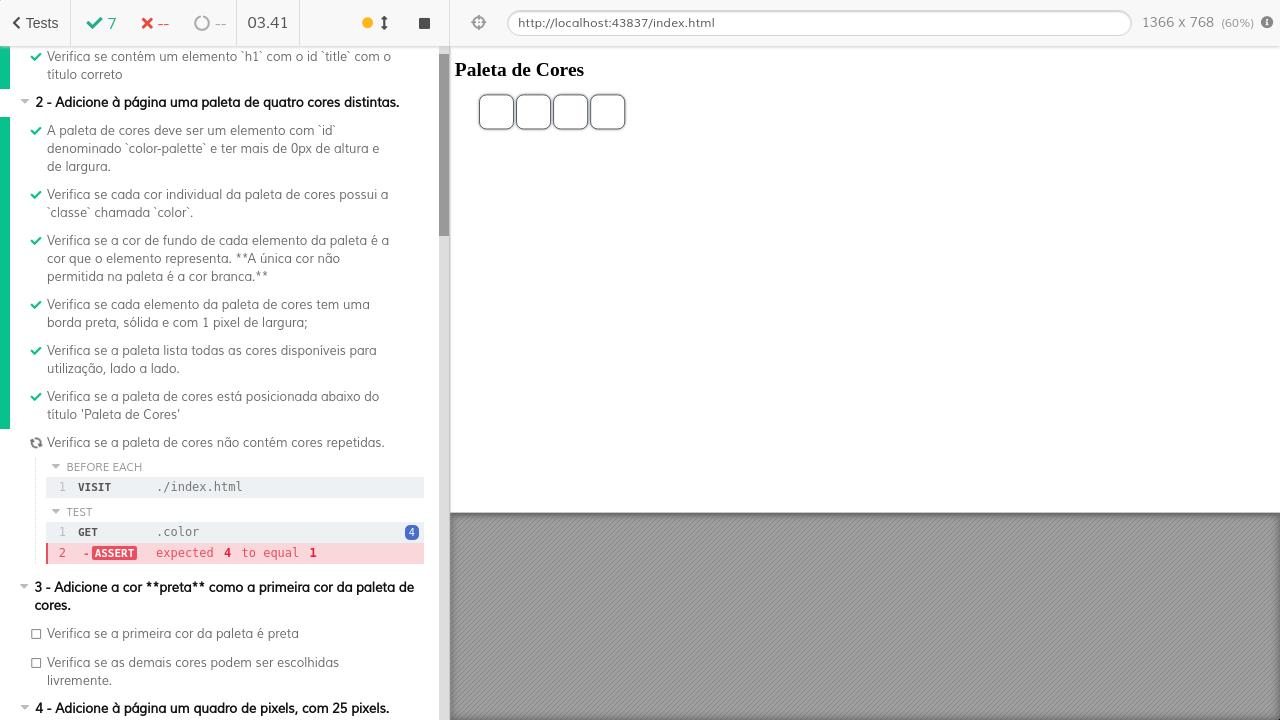 Tests
7
--
--
03.41
http://localhost:43837/index.html
1366 x 768 (60%)
Verifica se contém um elemento `h1` com o id `title` com o
título correto
2 - Adicione à página uma paleta de quatro cores distintas.
A paleta de cores deve ser um elemento com `id`
denominado `color-palette` e ter mais de 0px de altura e
de largura.
Verifica se cada cor individual da paleta de cores possui a
`classe` chamada `color`.
Verifica se a cor de fundo de cada elemento da paleta é a
cor que o elemento representa. **A única cor não
permitida na paleta é a cor branca.**
Verifica se cada elemento da paleta de cores tem uma
borda preta, sólida e com 1 pixel de largura;
Verifica se a paleta lista todas as cores disponíveis para
utilização, lado a lado.
Verifica se a paleta de cores está posicionada abaixo do
título 'Paleta de Cores'
Verifica se a paleta de cores não contém cores repetidas.
BEFORE EACH
1 VISIT ./index.html
TEST
1 GET .color 4
2 -ASSERT expected 4 to equal 1
3 - Adicione a cor **preta** como a primeira cor da paleta de
cores.
Verifica se a primeira cor da paleta é preta
Verifica se as demais cores podem ser escolhidas
livremente.
4 - Adicione à página um quadro de pixels, com 25 pixels.
Paleta de Cores